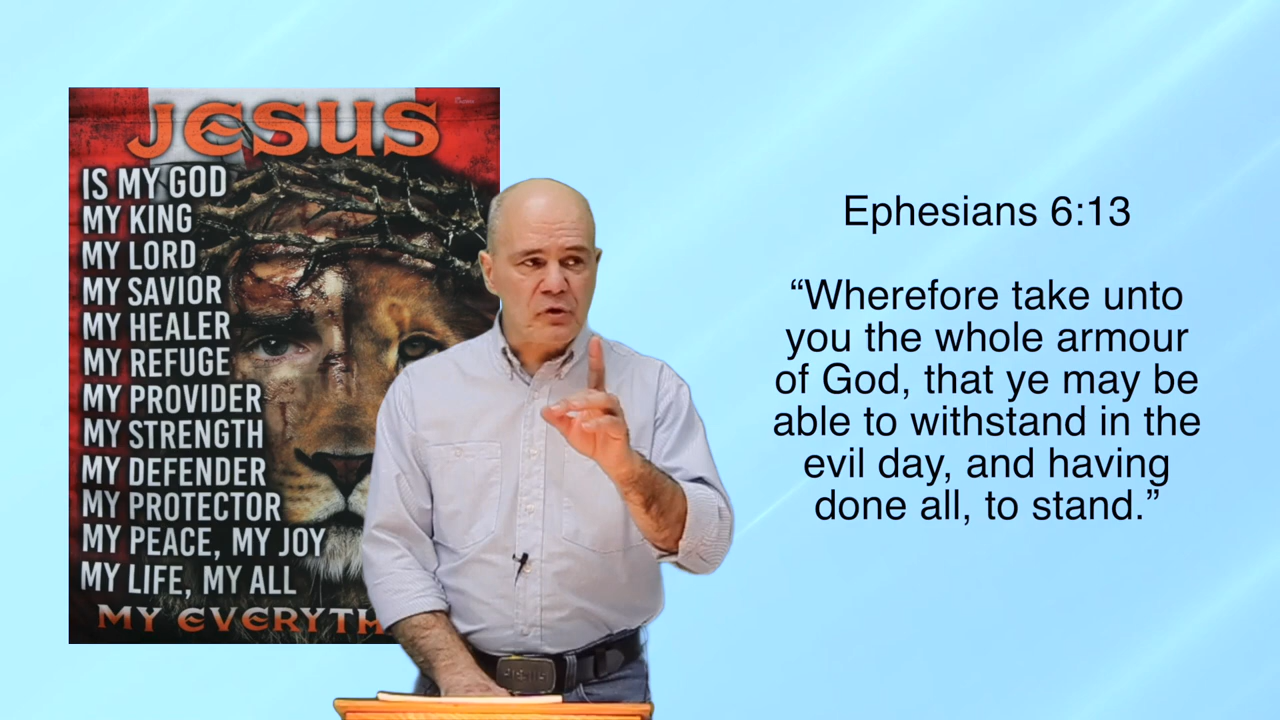 JESUS
IS MY GOD
MY KING
MY LORD
MY SAVIOR
MY HEALER
MY REFUGE
MY PROVIDER
MY STRENGTH
MY DEFENDER
MY PROTECTOR
MY PEACE, MY JOY
MY LIFE, MY ALL
MY EVERYTH
Ephesians 6:13
“Wherefore take unto
you the whole armour
of God, that ye may be
able to withstand in the
evil day, and having
done all, to stand.”